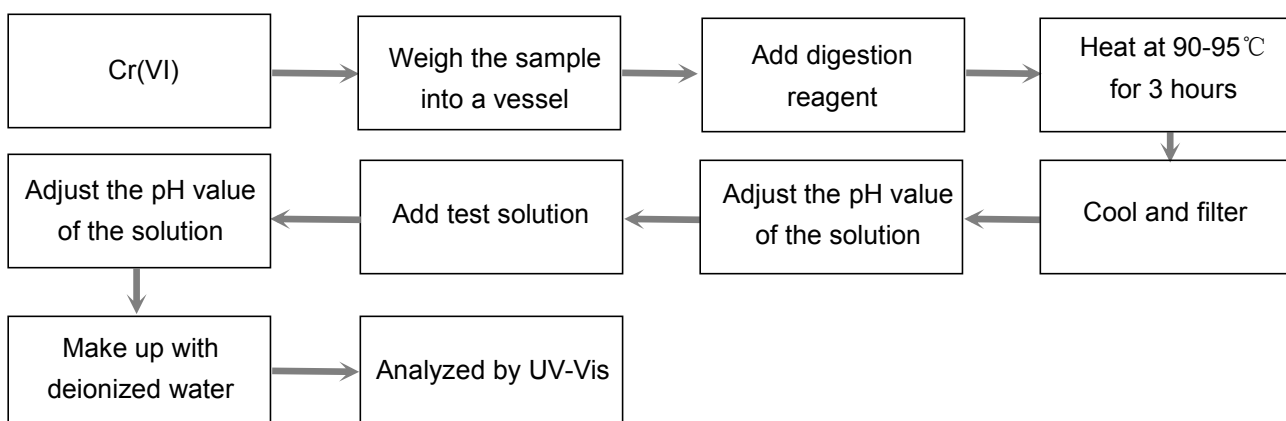 Cr(VI)
Weigh the sample
into a vessel
Add digestion
reagent
Heat at 90-95℃
for 3 hours
Cool and filter
Adjust the pH value
of the solution
Add test solution
Adjust the pH value
of the solution
Make up with
deionized water
Analyzed by UV-Vis